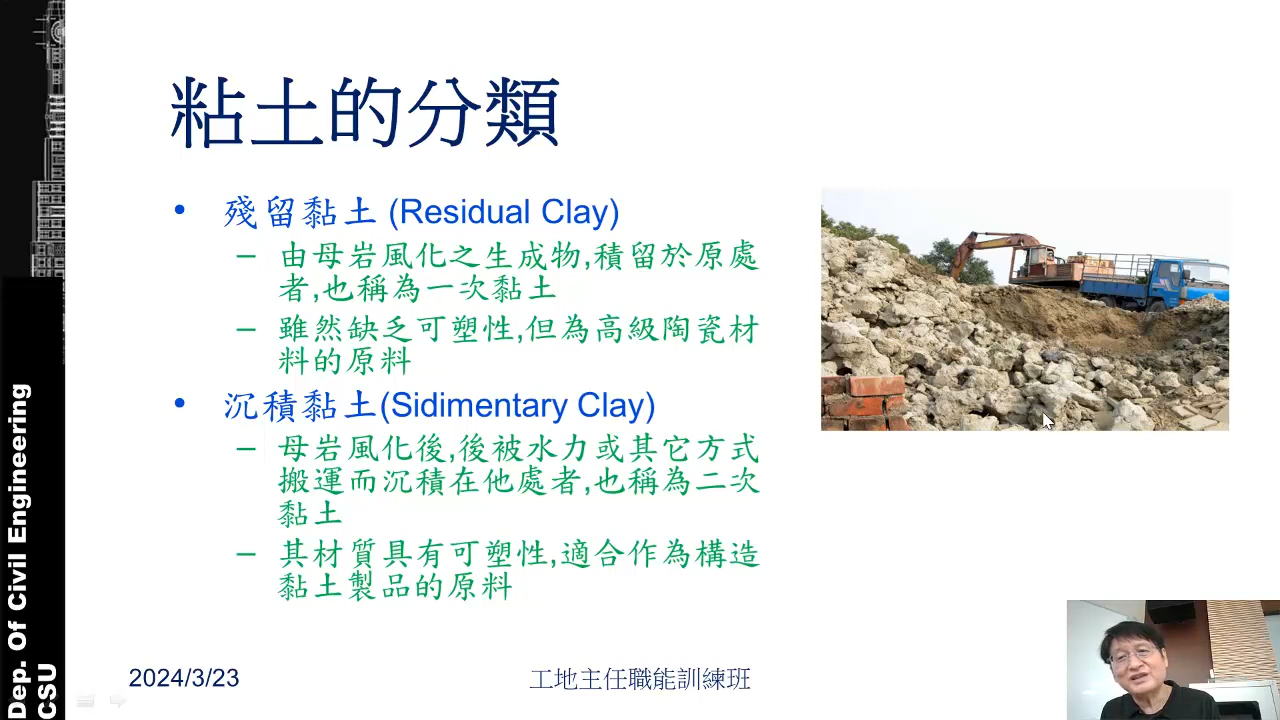 粘土的分類
• 殘留黏土 (Residual Clay)
– 由母岩風化之生成物,積留於原處
者,也稱為一次黏土
– 雖然缺乏可塑性,但為高級陶瓷材
料的原料
• 沉積黏土(Sidimentary Clay)
– 母岩風化後,後被水力或其它方式
搬運而沉積在他處者,也稱為二次
黏土
– 其材質具有可塑性,適合作為構造
黏土製品的原料
2024/3/23
工地主任職能訓練班
Dep. Of Civil Engineering
CSU